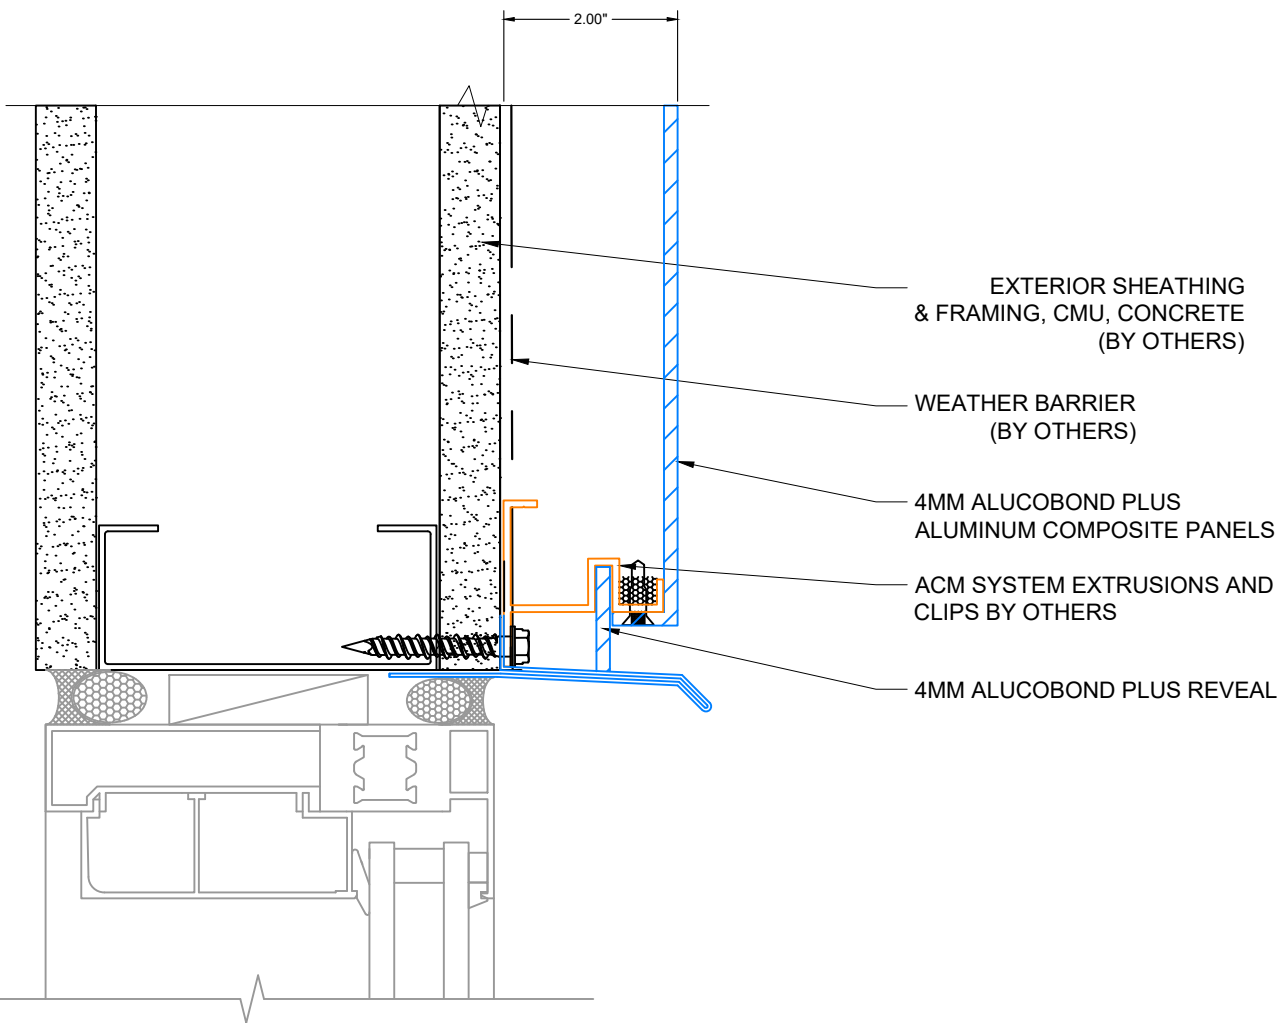 2.00"
EXTERIOR SHEATHING
& FRAMING, CMU, CONCRETE
(BY OTHERS)
WEATHER BARRIER
(BY OTHERS)
4MM ALUCOBOND PLUS
ALUMINUM COMPOSITE PANELS
ACM SYSTEM EXTRUSIONS AND
CLIPS BY OTHERS
4MM ALUCOBOND PLUS REVEAL